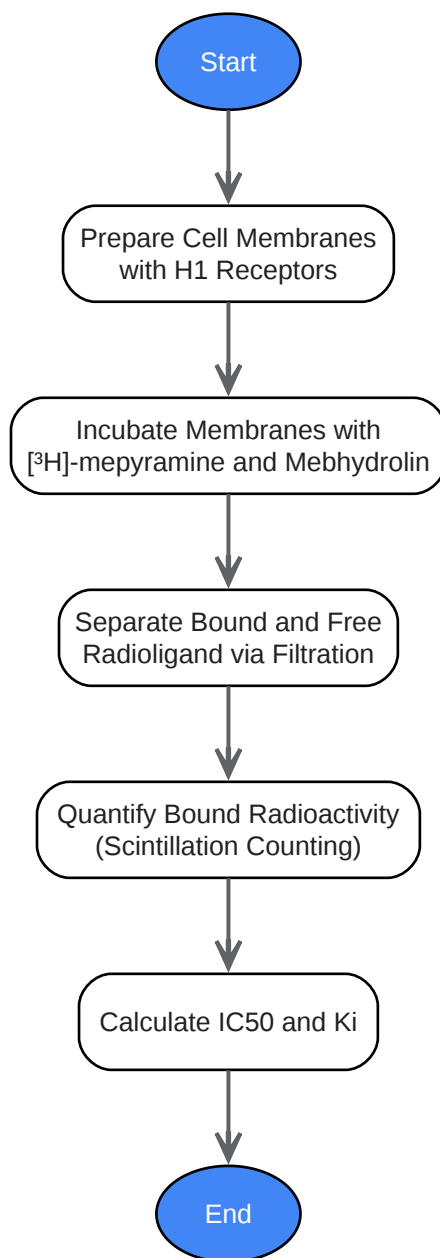 Start
Prepare Cell Membranes
with H1 Receptors
Incubate Membranes with
[³H]-mepyramine and Mebhydrolin
Separate Bound and Free
Radioligand via Filtration
Quantify Bound Radioactivity
(Scintillation Counting)
Calculate IC50 and Ki
End